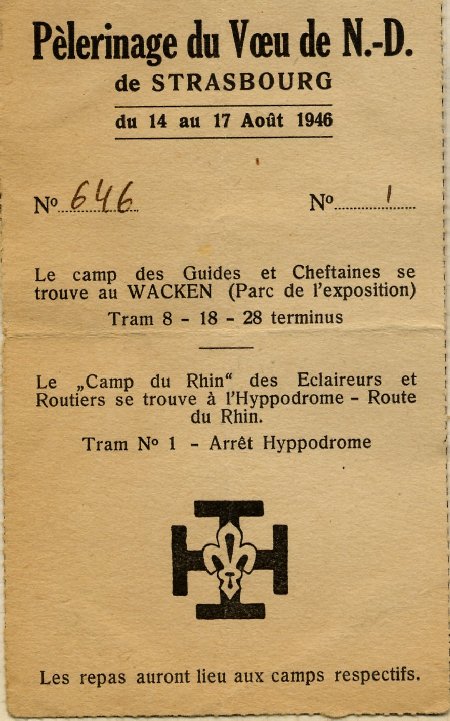 Pèlerinage du Vœu de N.-D.
de STRASBOURG
du 14 au 17 Août 1946
Nº 646 Nº 1
Le camp des Guides et Cheftaines se
trouve au WACKEN (Parc de l'exposition)
Tram 8 - 18 - 28 terminus
Le „Camp du Rhin“ des Eclaireurs et
Routiers se trouve à l'Hyppodrome - Route
du Rhin.
Tram Nº 1 - Arrêt Hyppodrome
Les repas auront lieu aux camps respectifs.